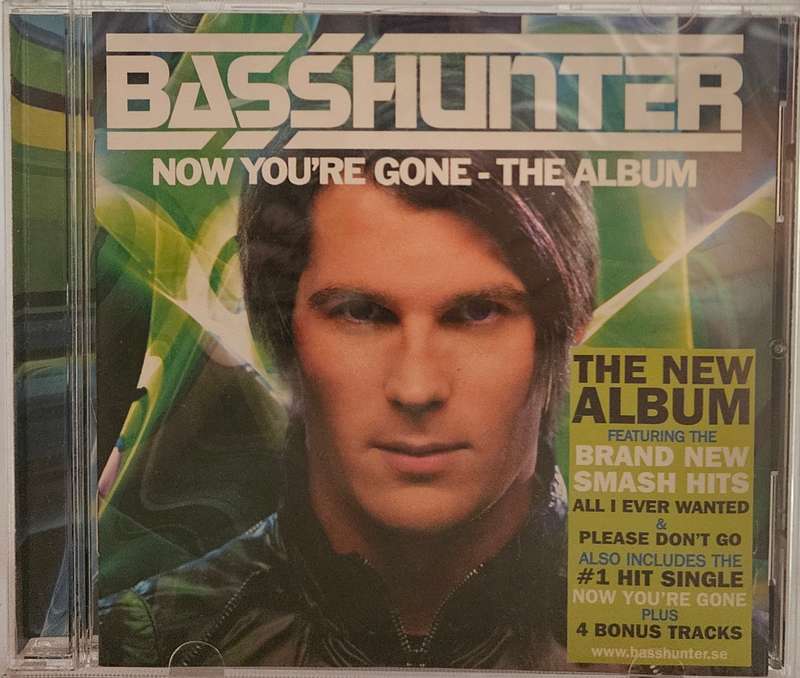 BASSHUNTER
NOW YOU'RE GONE - THE ALBUM
THE NEW
ALBUM
FEATURING THE
BRAND NEW
SMASH HITS
ALL I EVER WANTED
&
PLEASE DON'T GO
ALSO INCLUDES THE
#1 HIT SINGLE
NOW YOU'RE GONE
PLUS
4 BONUS TRACKS
www.basshunter.se